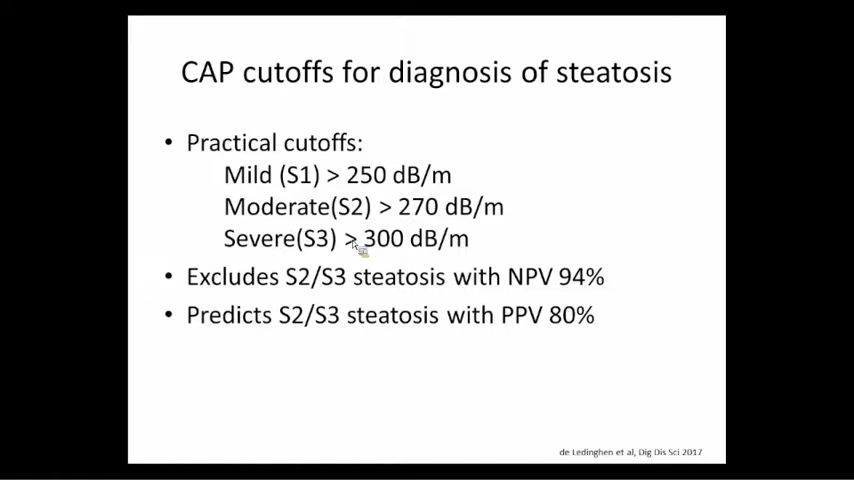 CAP cutoffs for diagnosis of steatosis
• Practical cutoffs:
Mild (S1) > 250 dB/m
Moderate(S2) > 270 dB/m
Severe(S3) > 300 dB/m
• Excludes S2/S3 steatosis with NPV 94%
• Predicts S2/S3 steatosis with PPV 80%
de Ledinghen et al, Dig Dis Sci 2017